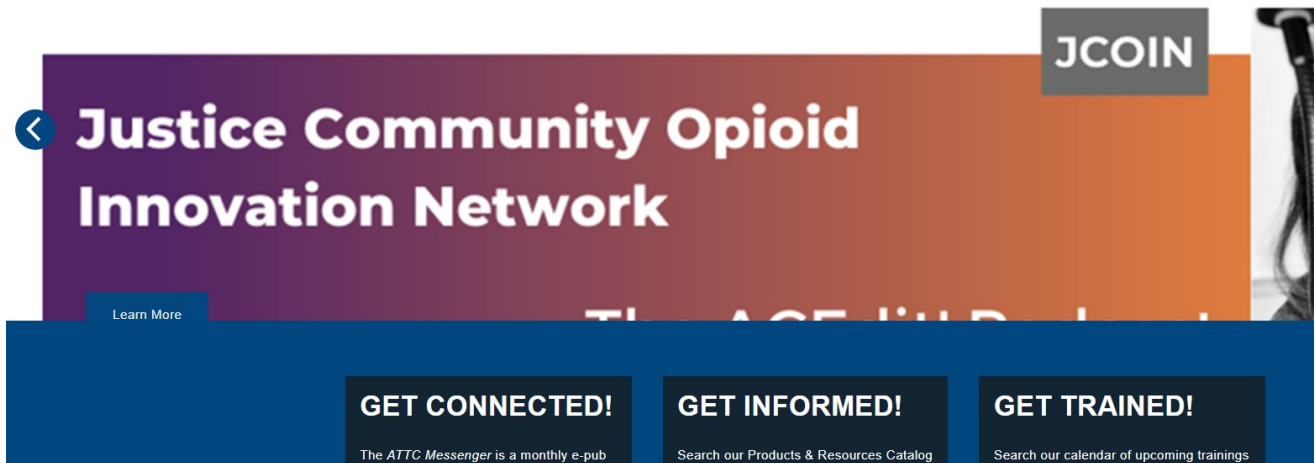 JCOIN
Justice Community Opioid
Innovation Network
Learn More
GET CONNECTED!
The ATTC Messenger is a monthly e-pub
GET INFORMED!
Search our Products & Resources Catalog
GET TRAINED!
Search our calendar of upcoming trainings